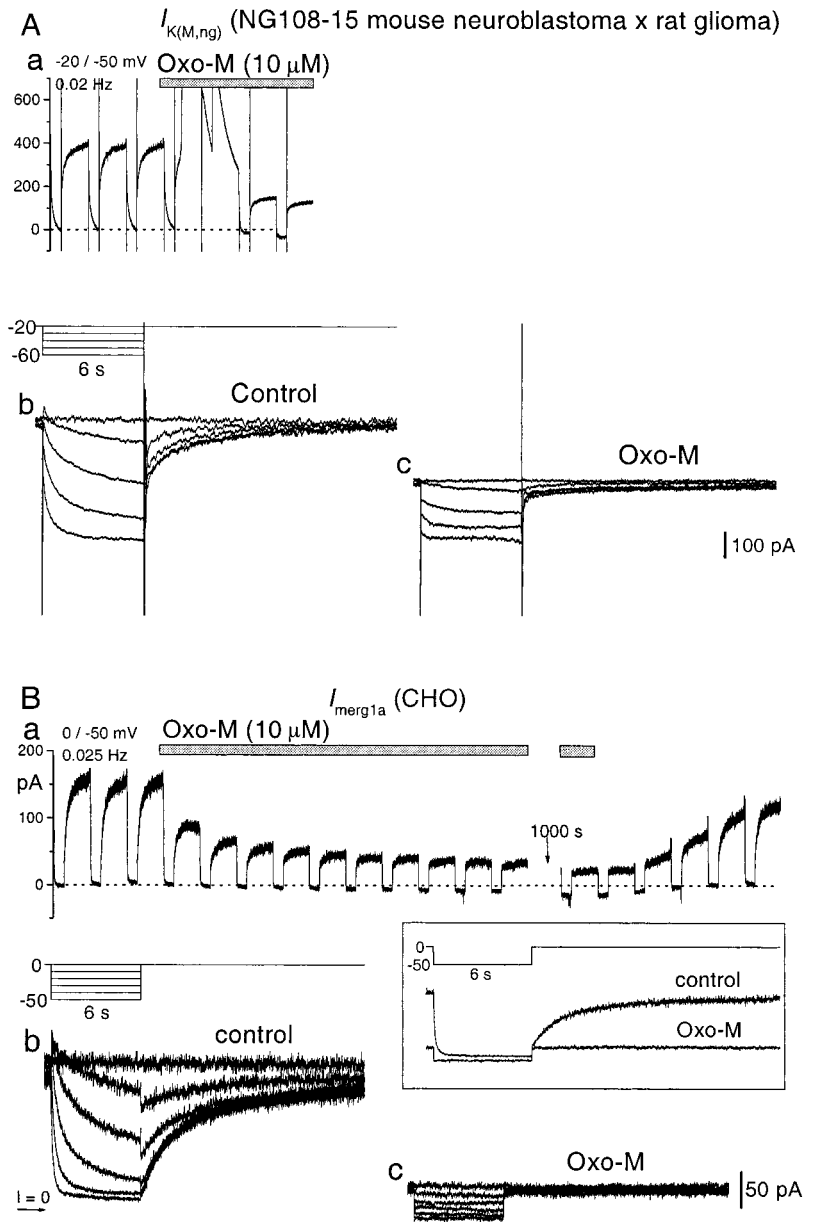 A
I K(M,ng) (NG108-15 mouse neuroblastoma x rat glioma)
a
-20 / -50 mV
0.02 Hz
Oxo-M (10 μM)
600
400
200
0
-20
-60
6 s
b
Control
c
Oxo-M
100 pA
B
I merg1a (CHO)
a
0 / -50 mV
0.025 Hz
Oxo-M (10 μM)
200
pA
100
0
1000 s
0
-50
6 s
control
Oxo-M
0
-50
6 s
b
control
I = 0
c
Oxo-M
50 pA